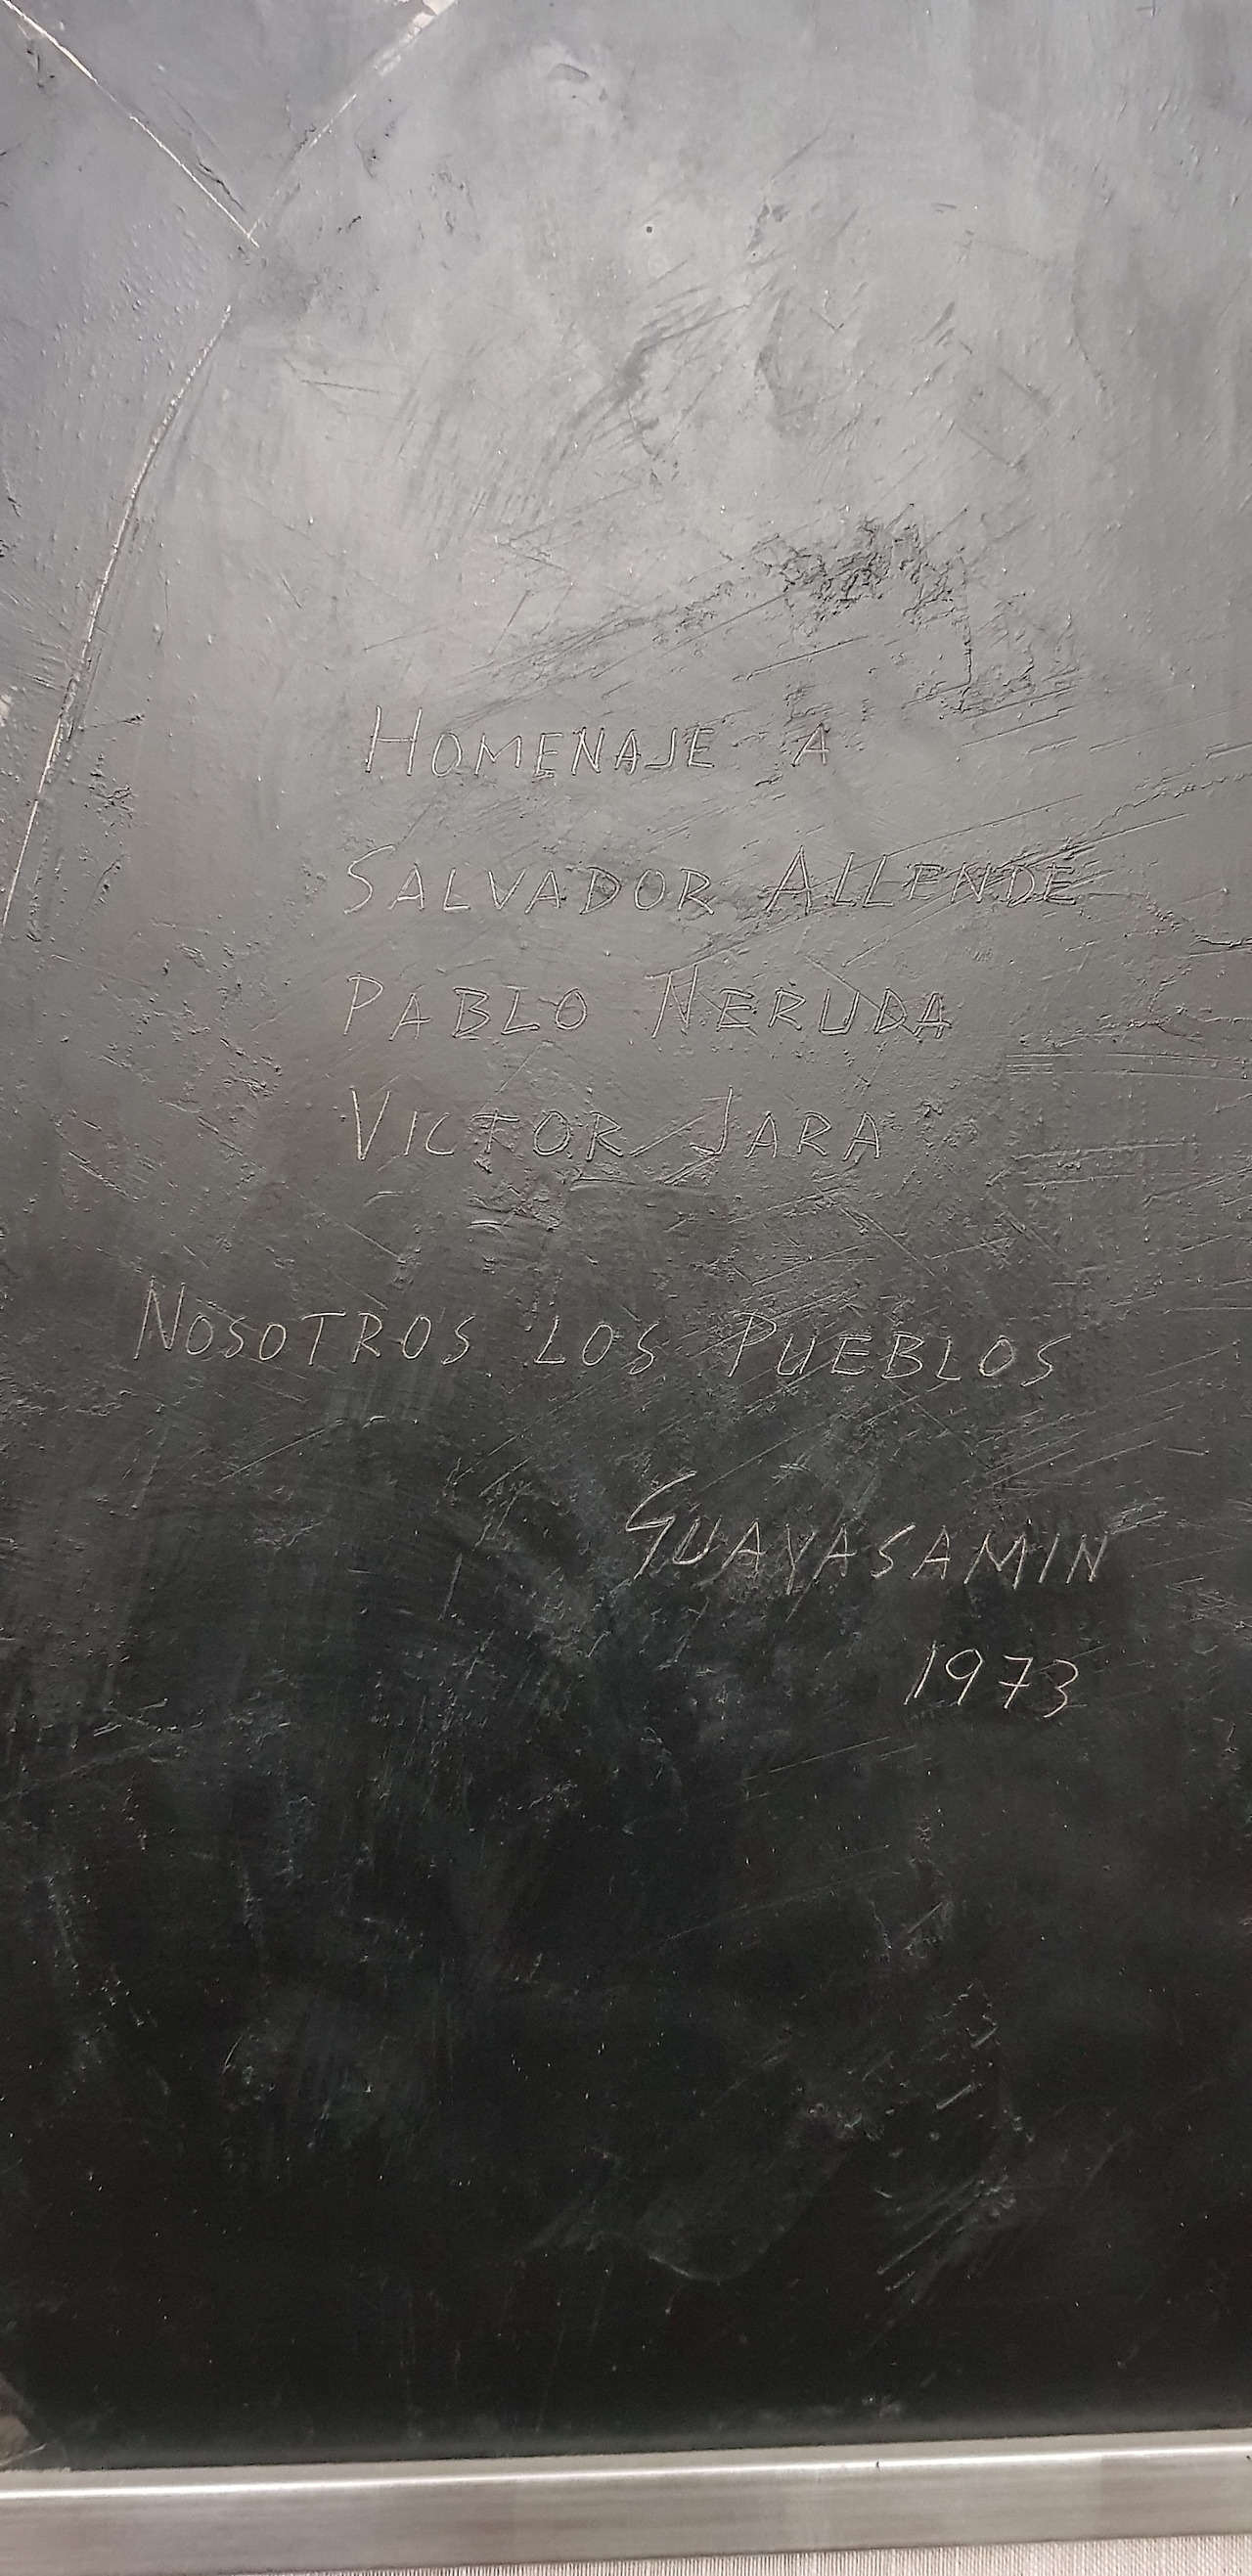 HOMENAJE A
SALVADOR ALLENDE
PABLO NERUDA
VICTOR JARA
NOSOTROS LOS PUEBLOS
GUAYASAMIN
1973